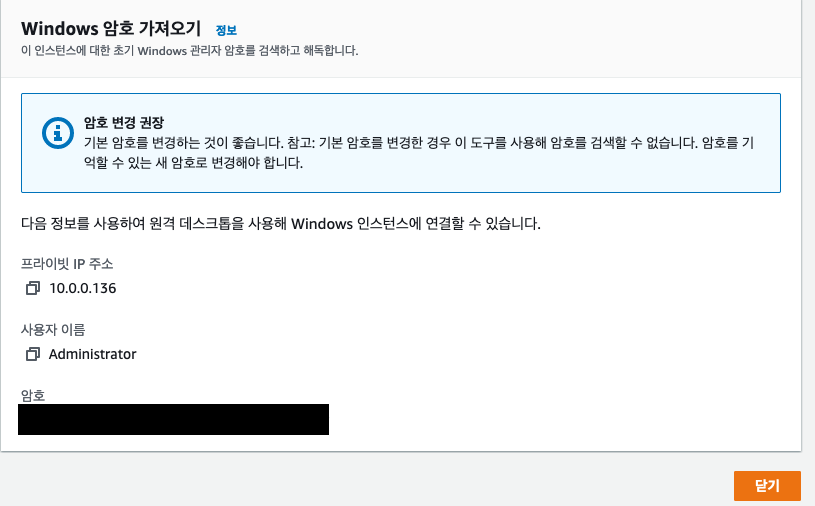 Windows 암호 가져오기 정보
이 인스턴스에 대한 초기 Windows 관리자 암호를 검색하고 해독합니다.
암호 변경 권장
기본 암호를 변경하는 것이 좋습니다. 참고: 기본 암호를 변경한 경우 이 도구를 사용해 암호를 검색할 수 없습니다. 암호를 기
억할 수 있는 새 암호로 변경해야 합니다.
다음 정보를 사용하여 원격 데스크톱을 사용해 Windows 인스턴스에 연결할 수 있습니다.
프라이빗 IP 주소
10.0.0.136
사용자 이름
Administrator
암호
닫기